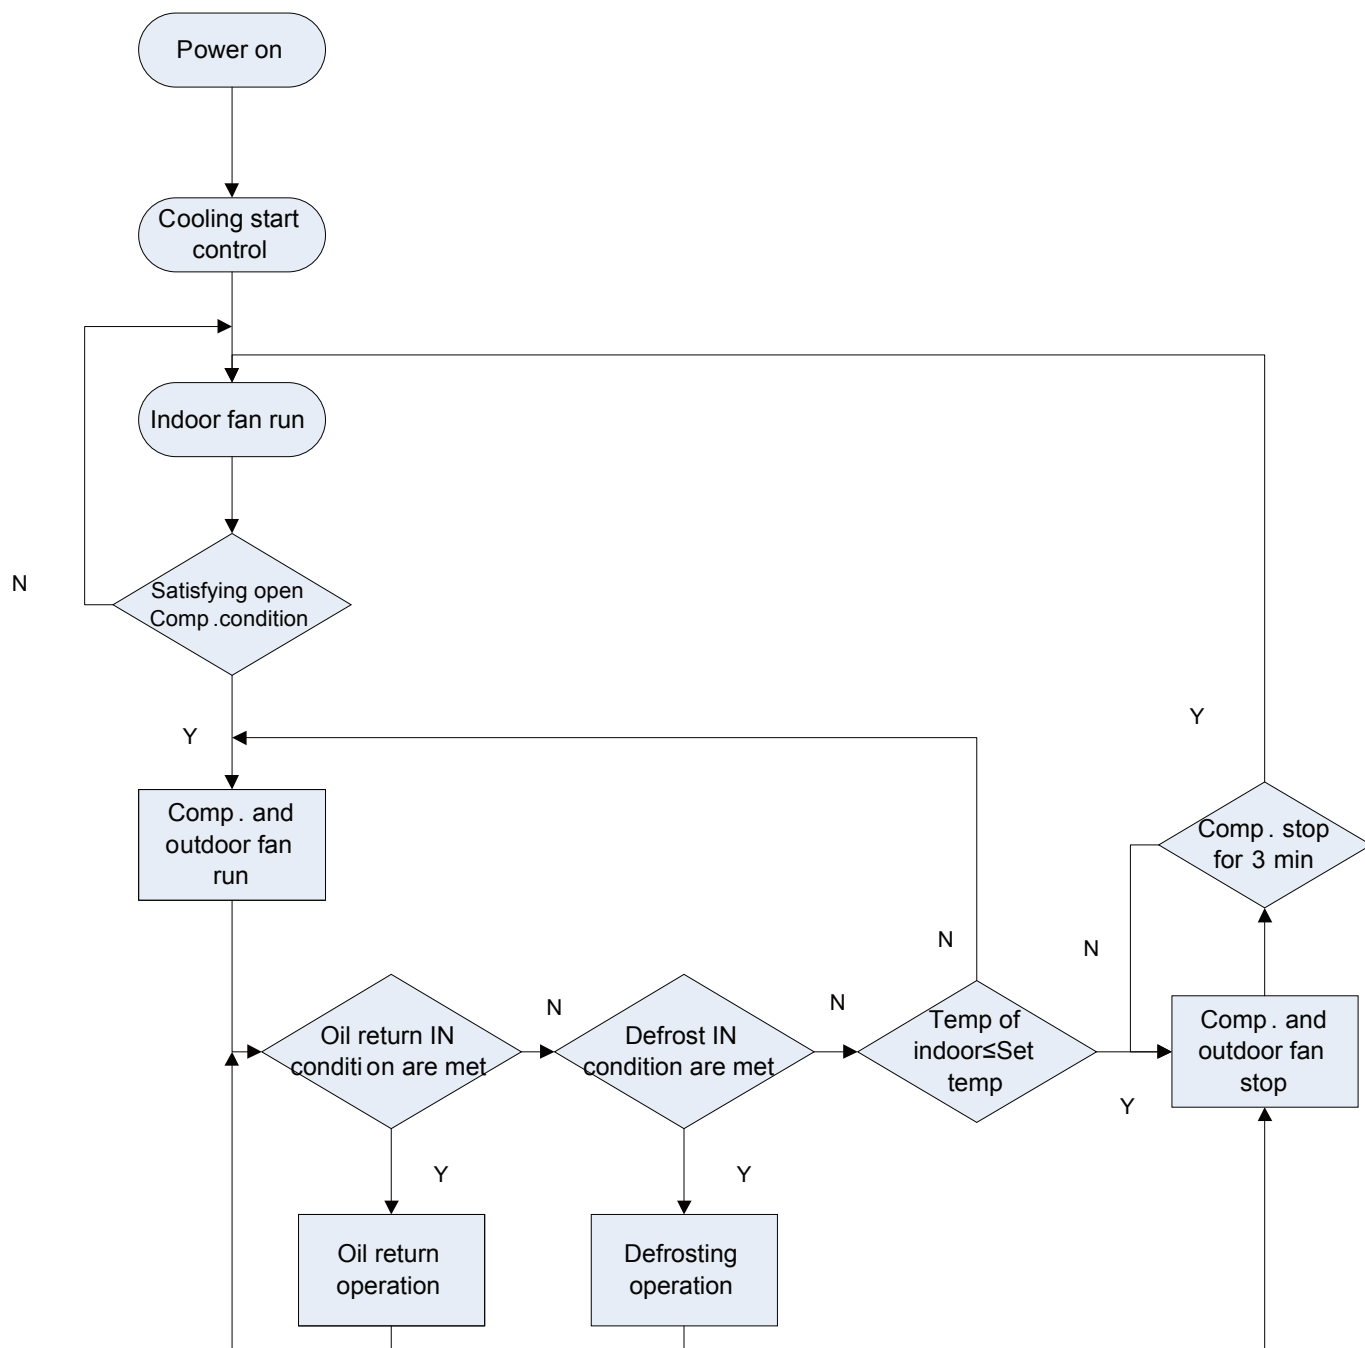 Power on
Cooling start
control
Indoor fan run
N
Satisfying open
Comp.condition
Y
Y
Comp. and
outdoor fan
run
Comp. stop
for 3 min
N
N
N
N
Oil return IN
condition are met
Defrost IN
condition are met
Temp of
indoor≤Set
temp
Comp. and
outdoor fan
stop
Y
Y
Y
Oil return
operation
Defrosting
operation